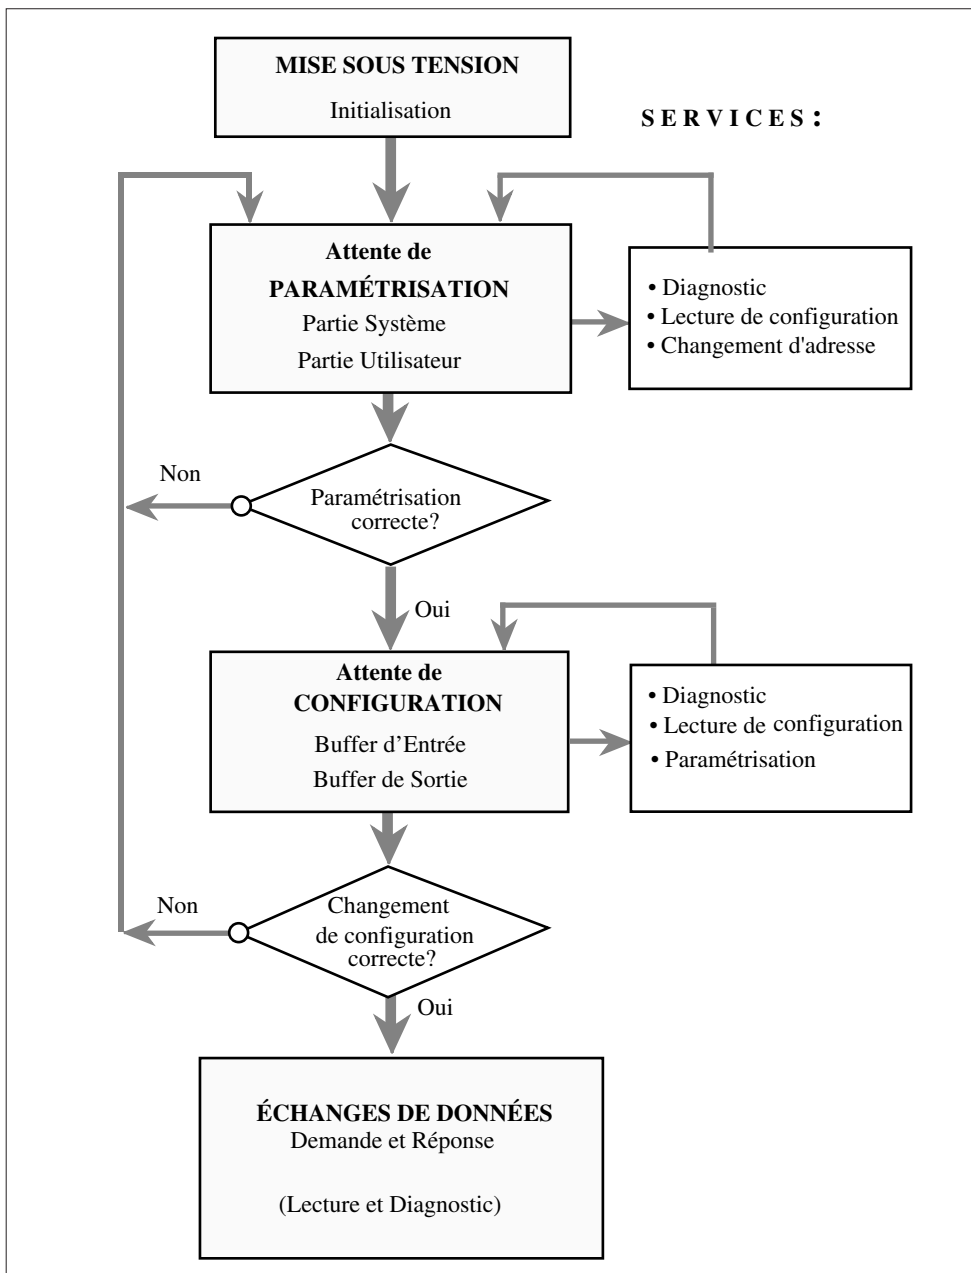 MISE SOUS TENSION
Initialisation
SERVICES:
Attente de
PARAMÉTRISATION
Partie Système
Partie Utilisateur
• Diagnostic
• Lecture de configuration
• Changement d'adresse
Non
Paramétrisation
correcte?
Oui
Attente de
CONFIGURATION
Buffer d’Entrée
Buffer de Sortie
• Diagnostic
• Lecture de configuration
• Paramétrisation
Non
Changement
de configuration
correcte?
Oui
ÉCHANGES DE DONNÉES
Demande et Réponse
(Lecture et Diagnostic)